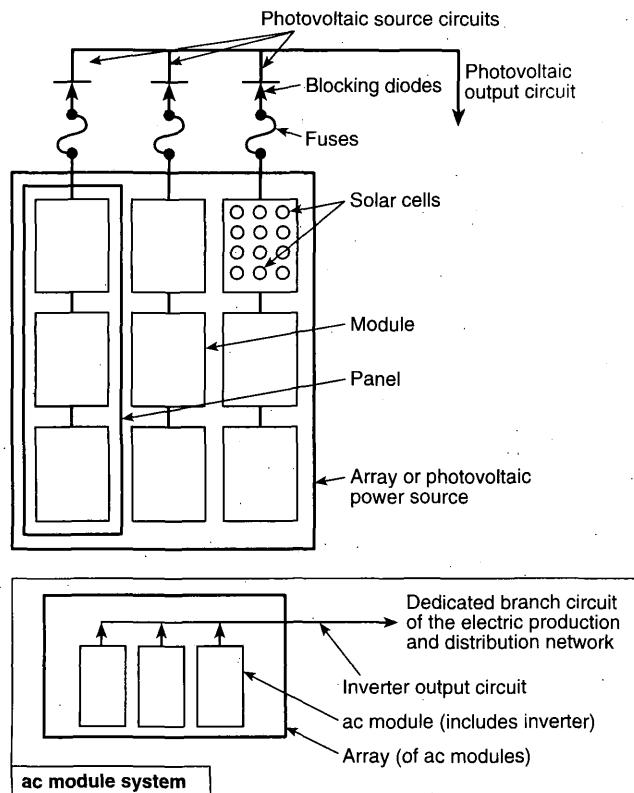 Photovoltaic source circuits
Blocking diodes
Photovoltaic
output circuit
Fuses
Solar cells
Module
Panel
Array or photovoltaic
power source
Dedicated branch circuit
of the electric production
and distribution network
Inverter output circuit
ac module (includes inverter)
Array (of ac modules)
ac module system